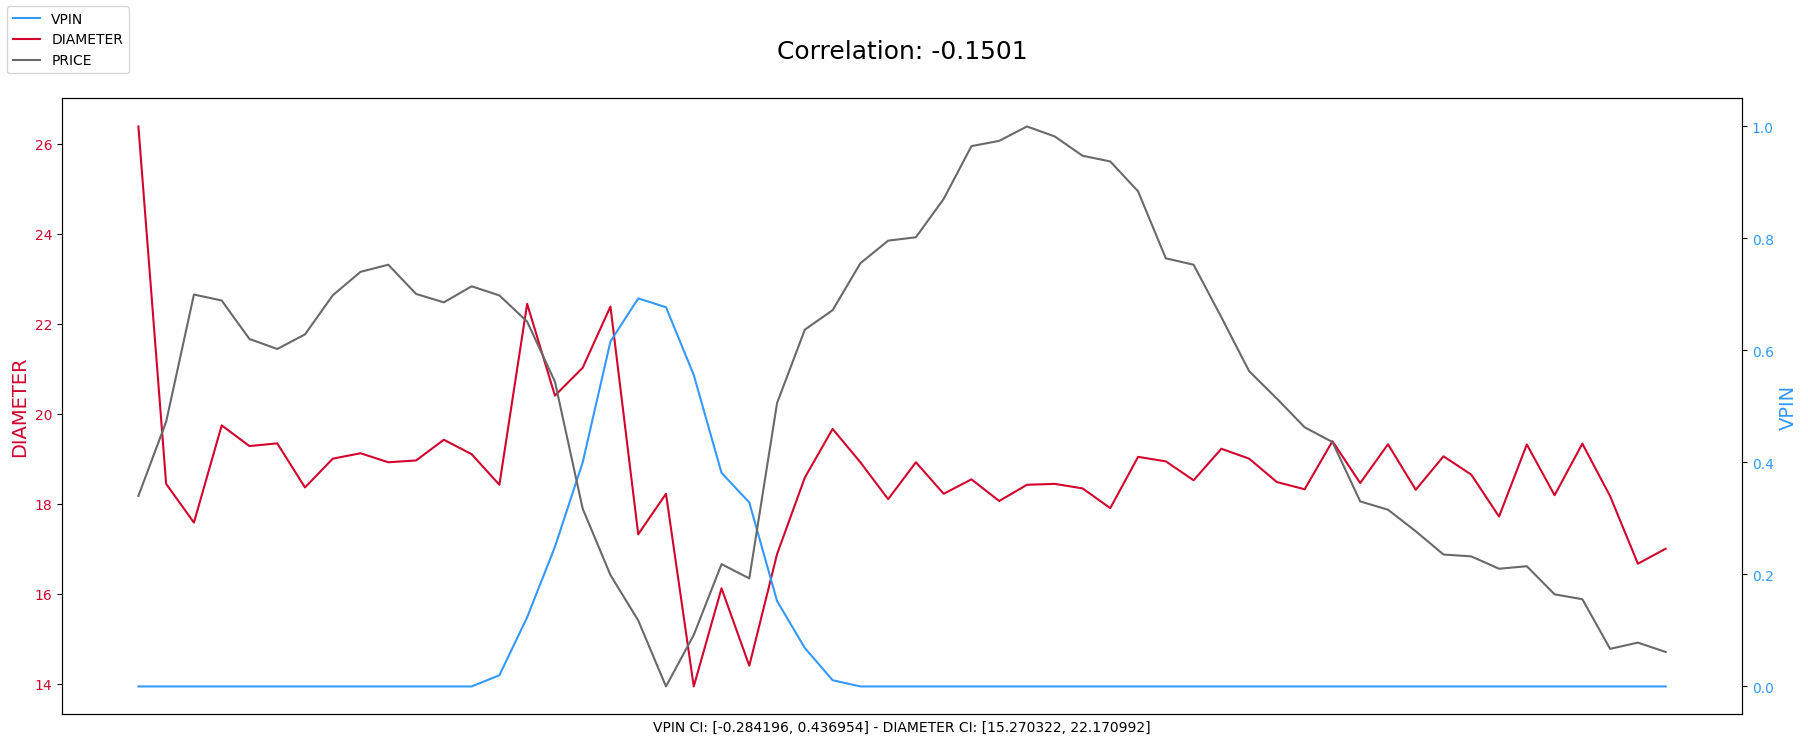 VPIN
DIAMETER
PRICE
Correlation: -0.1501
26
24
22
20
18
16
14
DIAMETER
1.0
0.8
0.6
0.4
0.2
0.0
VPIN
VPIN CI: [-0.284196, 0.436954] - DIAMETER CI: [15.270322, 22.170992]